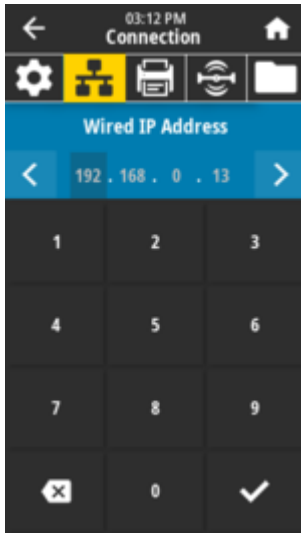 03:12 PM
Connection
Wired IP Address
192 . 168 . 0 . 13
1 2 3
4 5 6
7 8 9
0